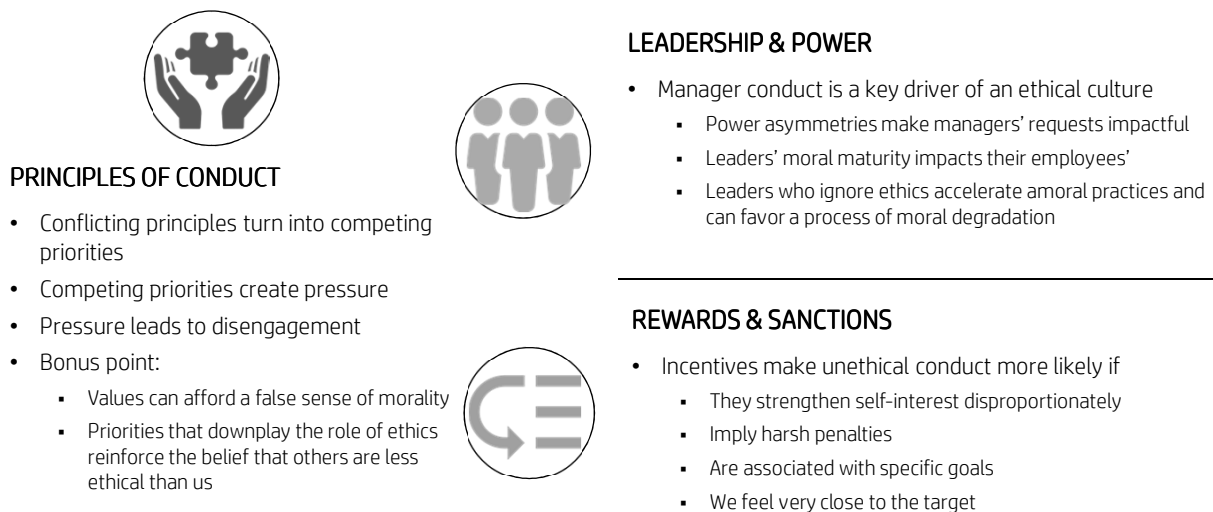 PRINCIPLES OF CONDUCT
• Conflicting principles turn into competing
priorities
• Competing priorities create pressure
• Pressure leads to disengagement
• Bonus point:
▪ Values can afford a false sense of morality
▪ Priorities that downplay the role of ethics
reinforce the belief that others are less
ethical than us
LEADERSHIP & POWER
• Manager conduct is a key driver of an ethical culture
▪ Power asymmetries make managers’ requests impactful
▪ Leaders’ moral maturity impacts their employees’
▪ Leaders who ignore ethics accelerate amoral practices and
can favor a process of moral degradation
REWARDS & SANCTIONS
• Incentives make unethical conduct more likely if
▪ They strengthen self-interest disproportionately
▪ Imply harsh penalties
▪ Are associated with specific goals
▪ We feel very close to the target